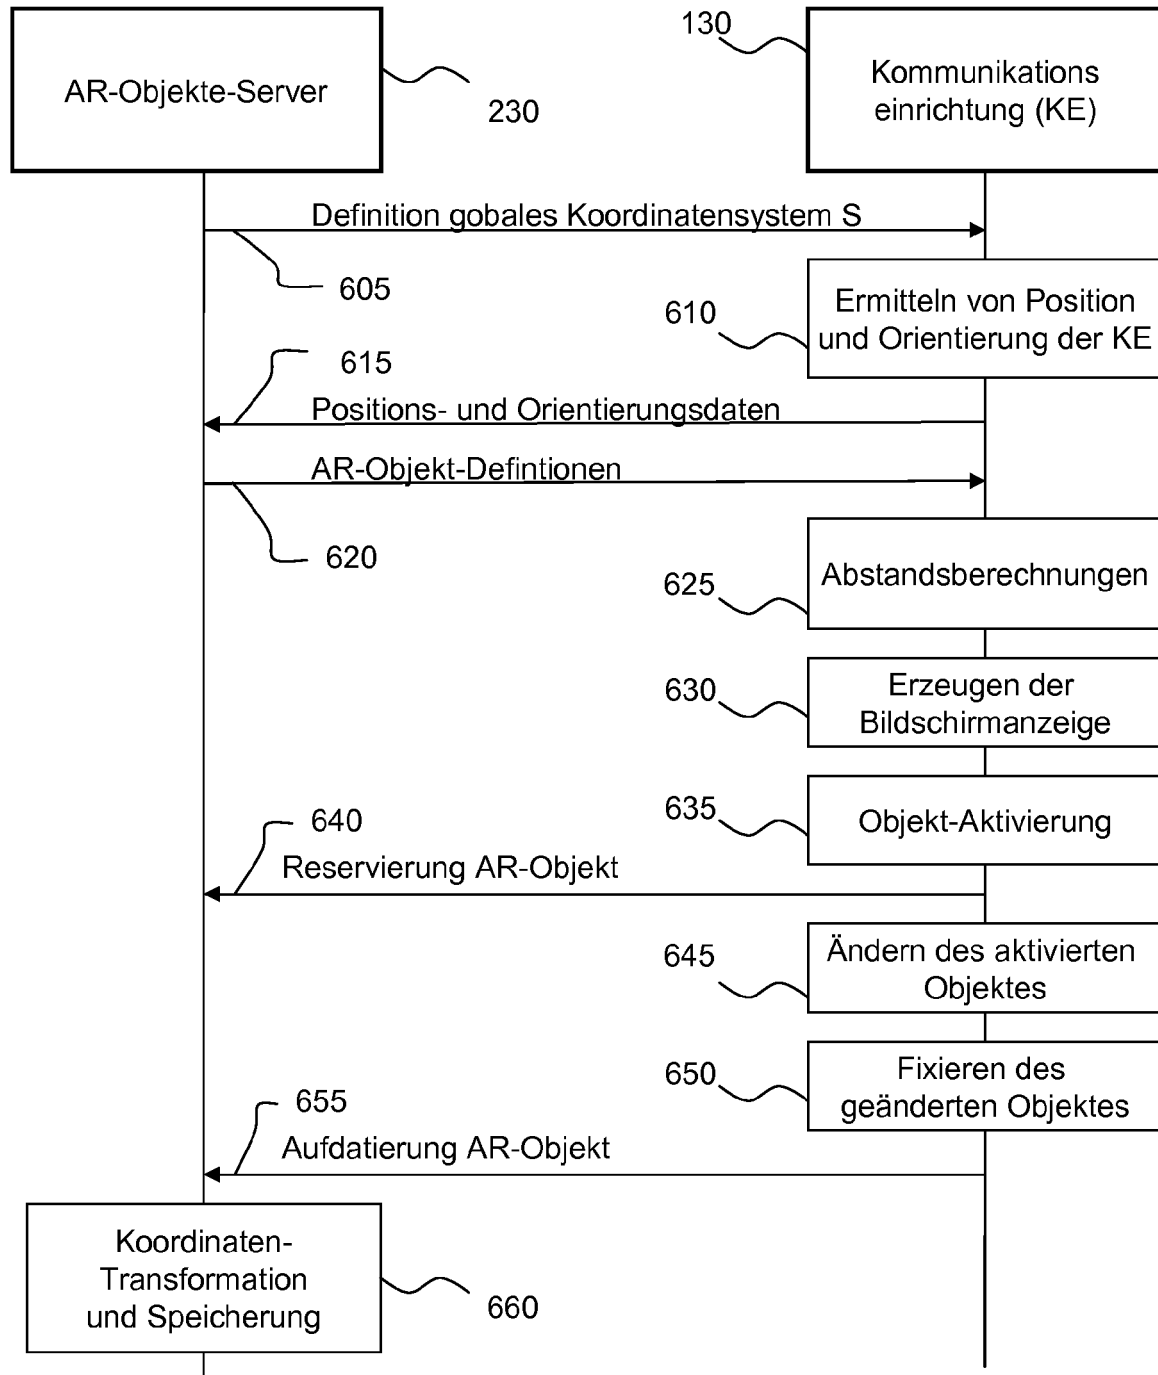 130
AR-Objekte-Server
Kommunikations
einrichtung (KE)
230
Definition gobales Koordinatensystem S
605
610
Ermitteln von Position
und Orientierung der KE
615
Positions- und Orientierungsdaten
AR-Objekt-Defintionen
620
625
Abstandsberechnungen
630
Erzeugen der
Bildschirmanzeige
635
Objekt-Aktivierung
640
Reservierung AR-Objekt
645
Ändern des aktivierten
Objektes
650
Fixieren des
geänderten Objektes
655
Aufdatierung AR-Objekt
Koordinaten-
Transformation
und Speicherung
660